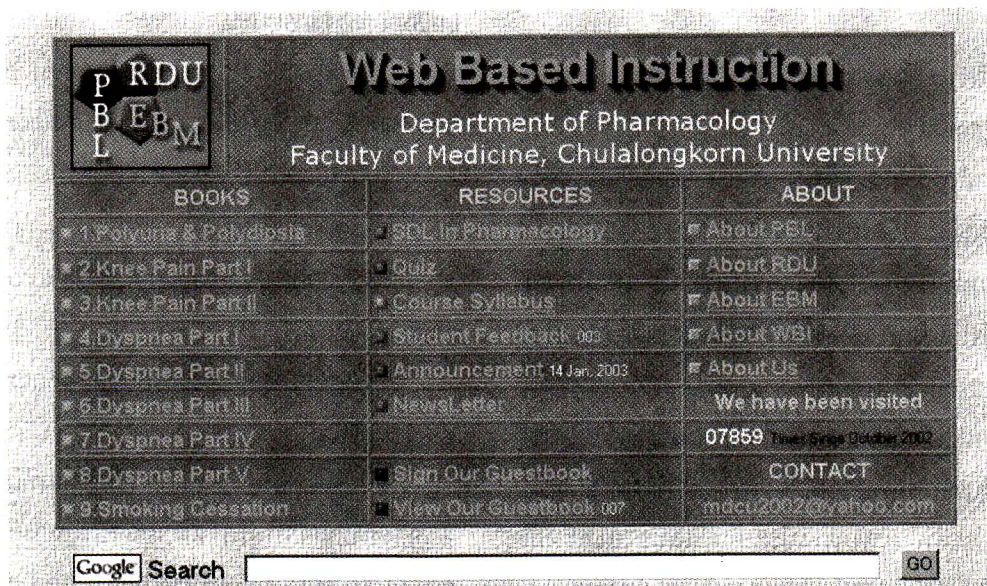 PBL RDU EBM
Web Based Instruction
Department of Pharmacology
Faculty of Medicine, Chulalongkorn University
BOOKS RESOURCES ABOUT
1.Polyuria & Polydipsia SDL In Pharmacology About PBL
2.Knee Pain Part I Quiz About RDU
3.Knee Pain Part II Course Syllabus About EBM
4.Dyspnea Part I Student Feedback 003 About WBI
5.Dyspnea Part II Announcement 14 Jan. 2003 About Us
6.Dyspnea Part III NewsLetter We have been visited
7.Dyspnea Part IV 07859 Times Since October 2002
8.Dyspnea Part V Sign Our Guestbook CONTACT
9.Smoking Cessation View Our Guestbook 007 mdcu2002@yahoo.com
Google Search GO